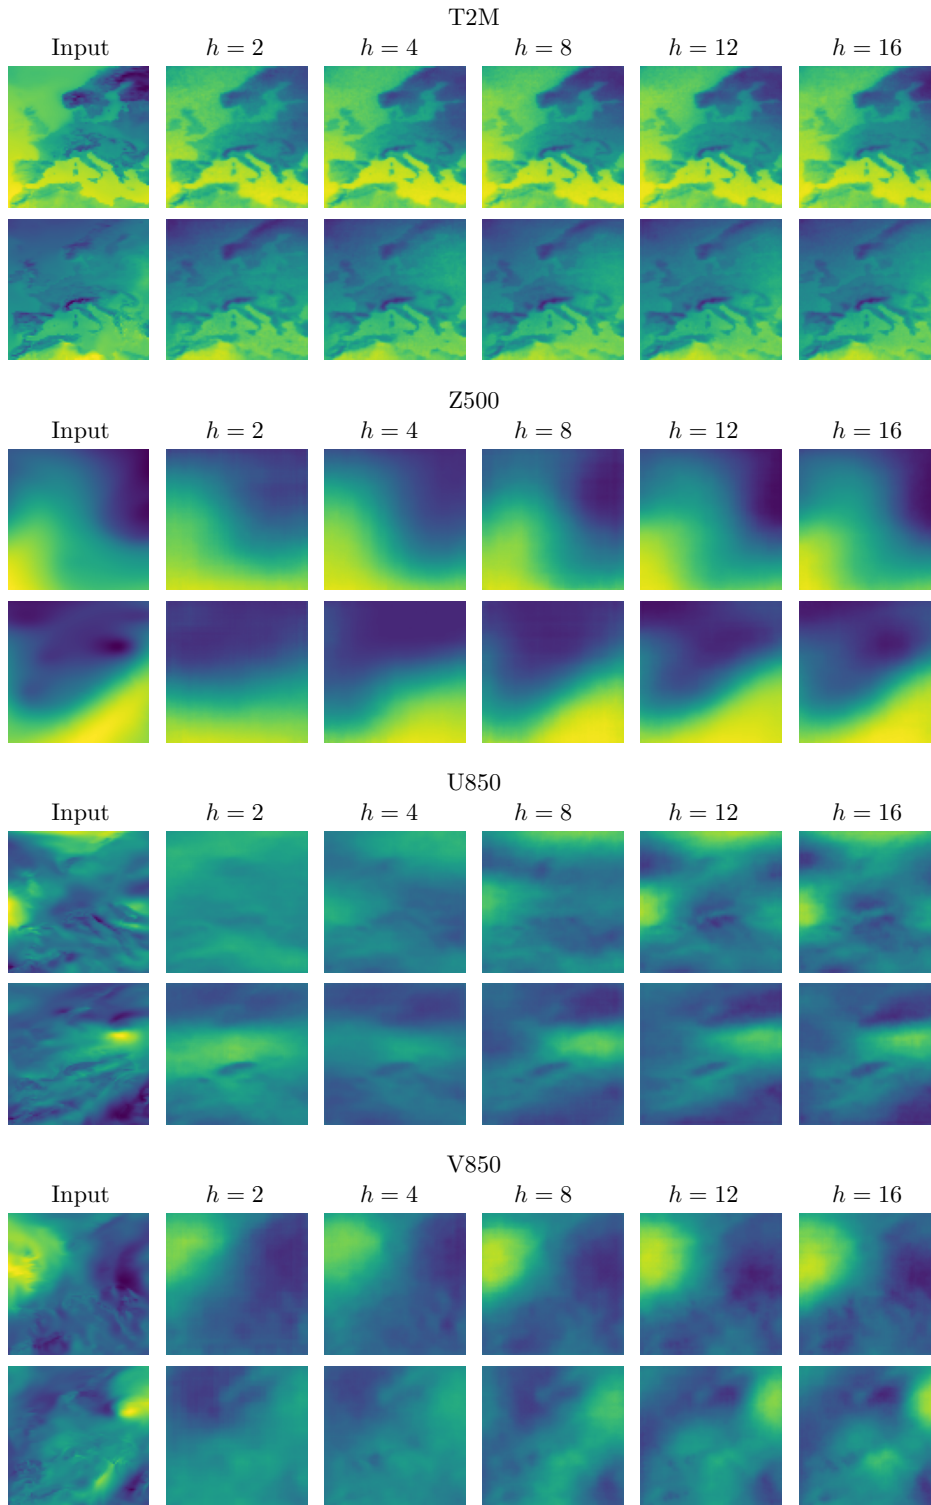 T2M
Input h = 2 h = 4 h = 8 h = 12 h = 16
Z500
Input h = 2 h = 4 h = 8 h = 12 h = 16
U850
Input h = 2 h = 4 h = 8 h = 12 h = 16
V850
Input h = 2 h = 4 h = 8 h = 12 h = 16